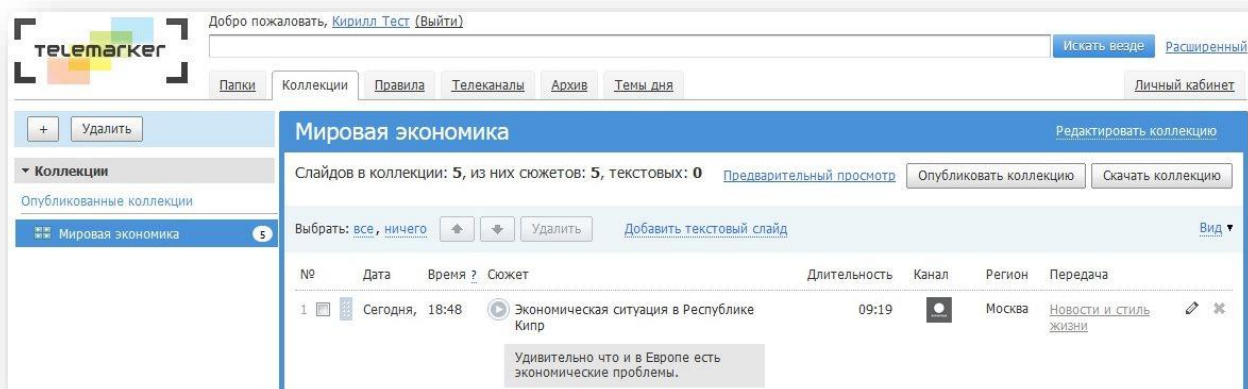 Добро пожаловать, Кирилл Тест (Выйти)
TELEMARKER
Искать везде Расширенный
Папки Коллекции Правила Телеканалы Архив Темы дня Личный кабинет
+ Удалить
Мировая экономика Редактировать коллекцию
Коллекции
Слайдов в коллекции: 5, из них сюжетов: 5, текстовых: 0 Предварительный просмотр Опубликовать коллекцию Скачать коллекцию
Опубликованные коллекции
Мировая экономика 5
Выбрать: все, ничего Удалить Добавить текстовый слайд Вид
№ Дата Время ? Сюжет Длительность Канал Регион Передача
1 Сегодня, 18:48 Экономическая ситуация в Республике 09:19 Москва Новости и стиль
Кипр жизни
Удивительно что и в Европе есть
экономические проблемы.